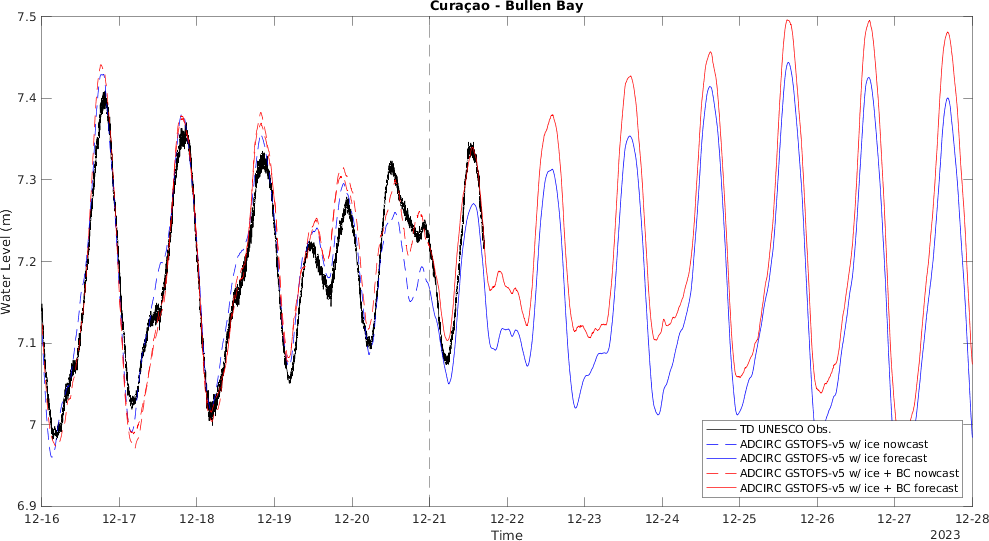 Curaçao - Bullen Bay
7.5
7.4
7.3
7.2
7.1
7
6.9
Water Level (m)
12-16 12-17 12-18 12-19 12-20 12-21 12-22 12-23 12-24 12-25 12-26 12-27 12-28
Time
2023
TD UNESCO Obs.
ADCIRC GSTOFS-v5 w/ ice nowcast
ADCIRC GSTOFS-v5 w/ ice forecast
ADCIRC GSTOFS-v5 w/ ice + BC nowcast
ADCIRC GSTOFS-v5 w/ ice + BC forecast